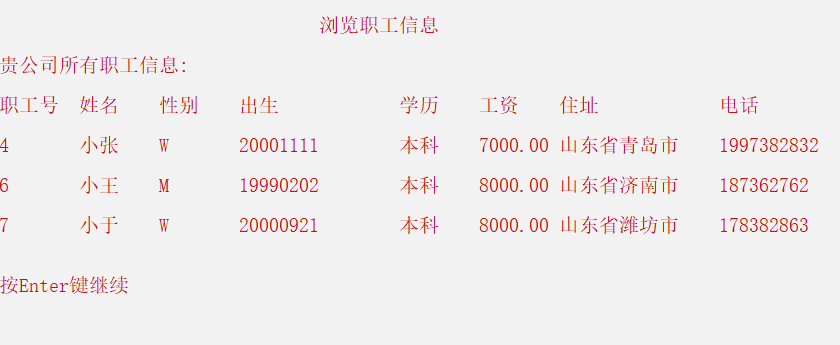 浏览职工信息
贵公司所有职工信息:
职工号 姓名 性别 出生 学历 工资 住址 电话
4 小张 W 20001111 本科 7000.00 山东省青岛市 1997382832
6 小王 M 19990202 本科 8000.00 山东省济南市 187362762
7 小于 W 20000921 本科 8000.00 山东省潍坊市 178382863
按Enter键继续